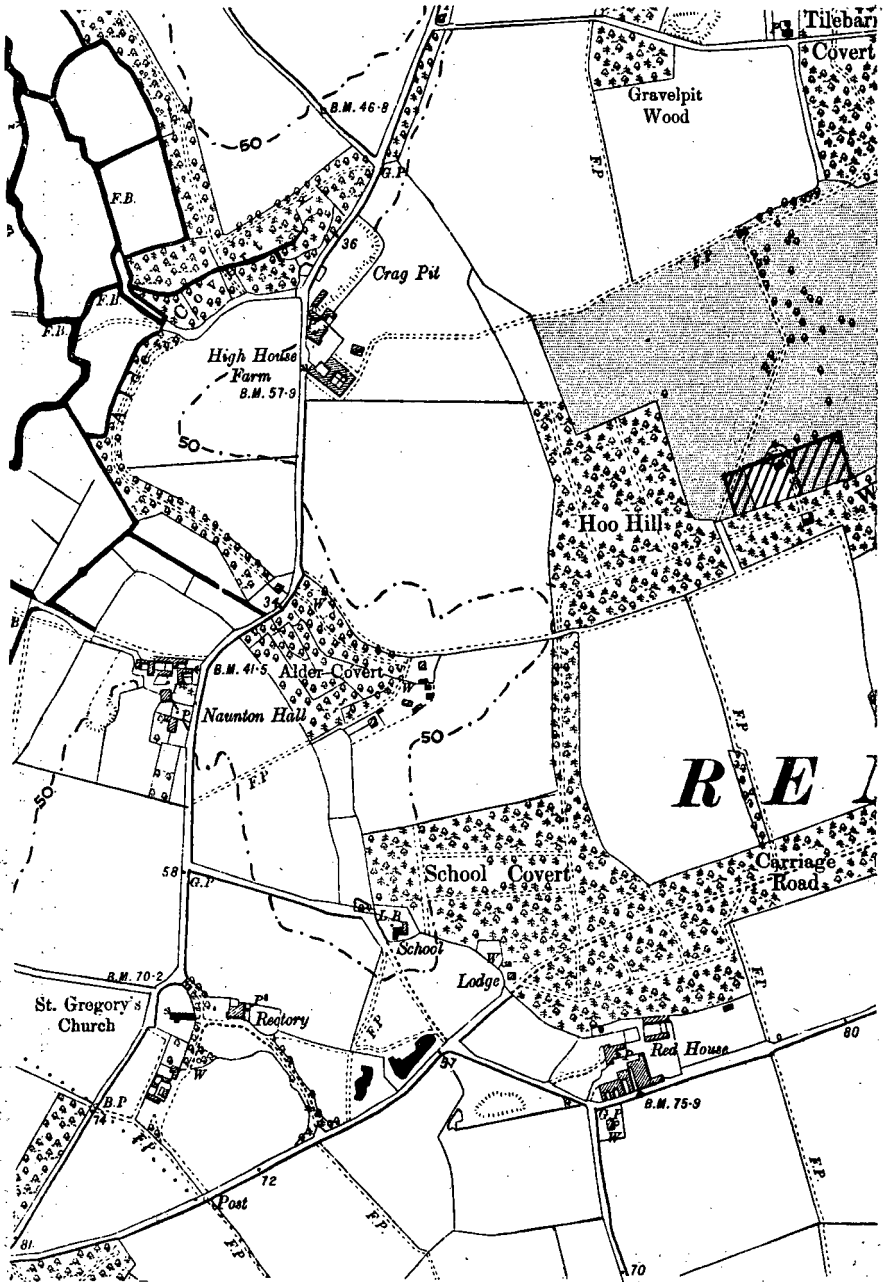 Tilebarn
Covert
P
Gravelpit
Wood
B.M. 46·8
50
G.P.
F.P
F.B.
36
Crag Pit
F.P.
F.B.
F.B.
F.P.
High House
Farm
B.M. 57·9
50
Hoo Hill
W
W
34
B.M. 41·5
Alder Covert
W
P
Naunton Hall
50
F.P
F.P
50
R E
58
G.P
School Covert
Carriage
Road
L.B.
School
W
Lodge
F.P
B.M. 70·2
St. Gregory's
Church
Rectory
F.P
80
Red House
57
W
B.M. 75·9
B.P
74
G.P
W
F.P
F.P.
72
Post
F.P.
F.P
81
70